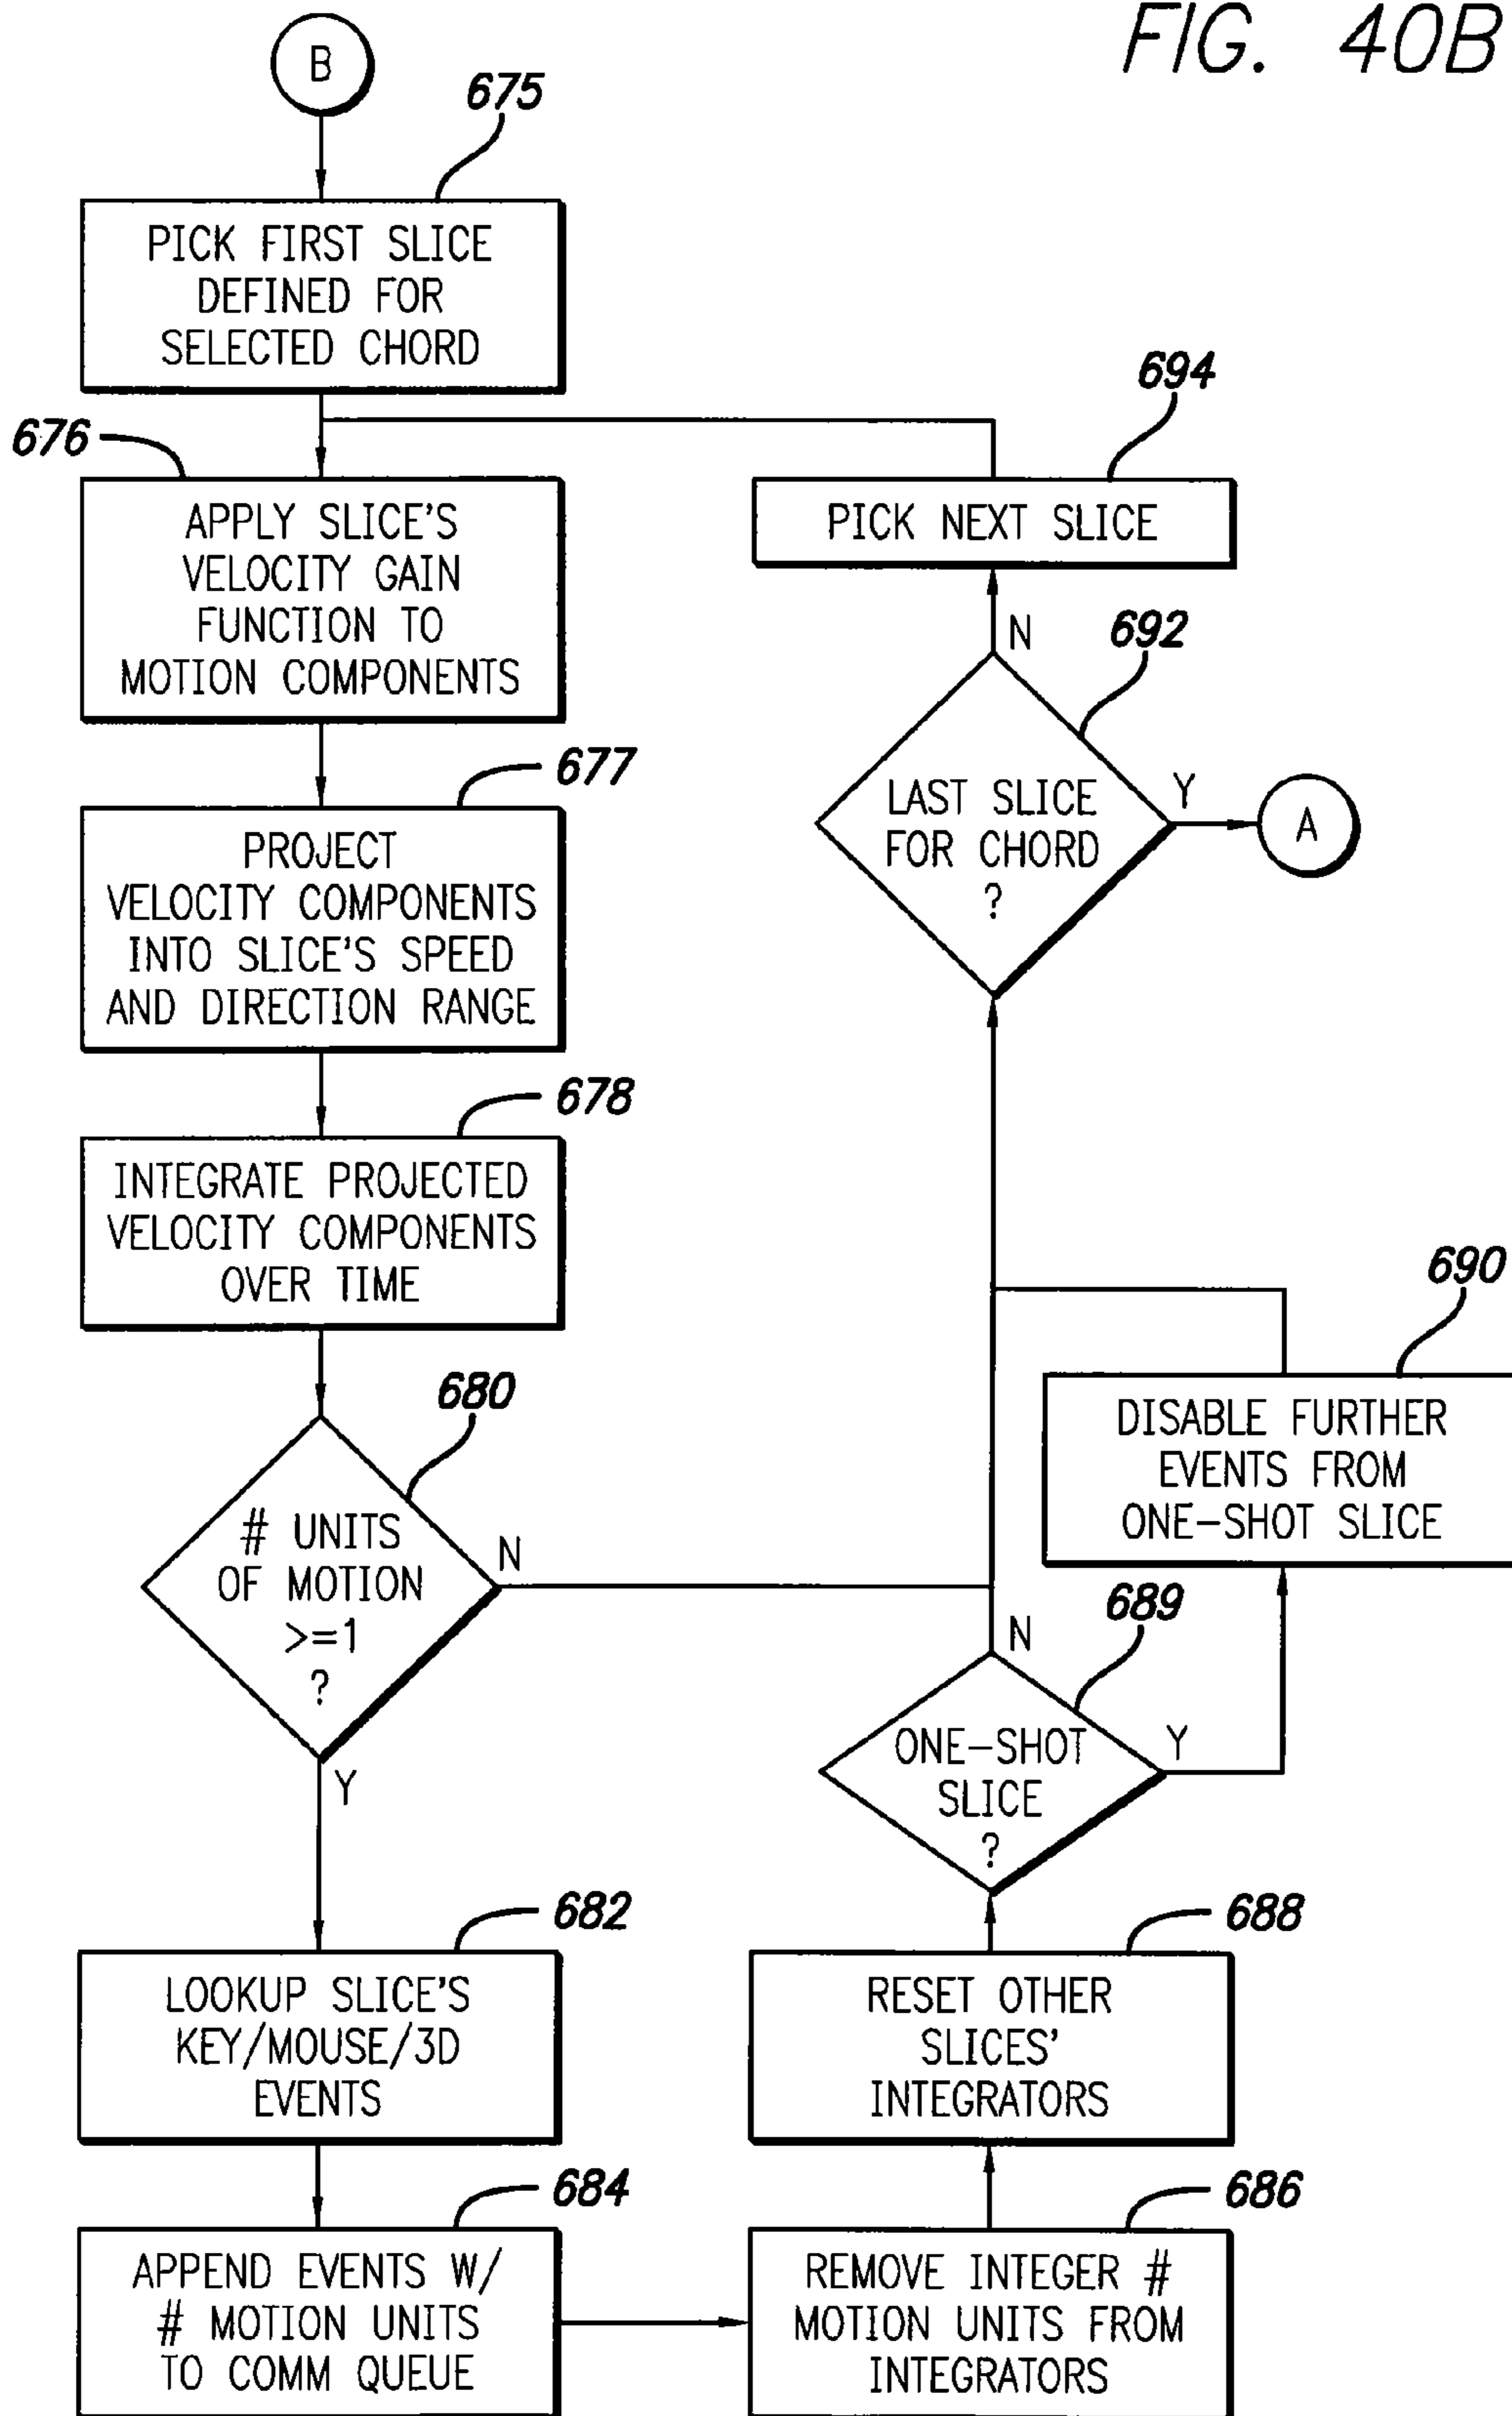 FIG. 40B
B
675
PICK FIRST SLICE
DEFINED FOR
SELECTED CHORD
676
APPLY SLICE'S
VELOCITY GAIN
FUNCTION TO
MOTION COMPONENTS
677
PROJECT
VELOCITY COMPONENTS
INTO SLICE'S SPEED
AND DIRECTION RANGE
678
INTEGRATE PROJECTED
VELOCITY COMPONENTS
OVER TIME
680
# UNITS
OF MOTION
>=1
?
N
Y
682
LOOKUP SLICE'S
KEY/MOUSE/3D
EVENTS
684
APPEND EVENTS W/
# MOTION UNITS
TO COMM QUEUE
686
REMOVE INTEGER #
MOTION UNITS FROM
INTEGRATORS
688
RESET OTHER
SLICES'
INTEGRATORS
689
ONE-SHOT
SLICE
?
N
Y
690
DISABLE FURTHER
EVENTS FROM
ONE-SHOT SLICE
692
LAST SLICE
FOR CHORD
?
Y
A
N
694
PICK NEXT SLICE